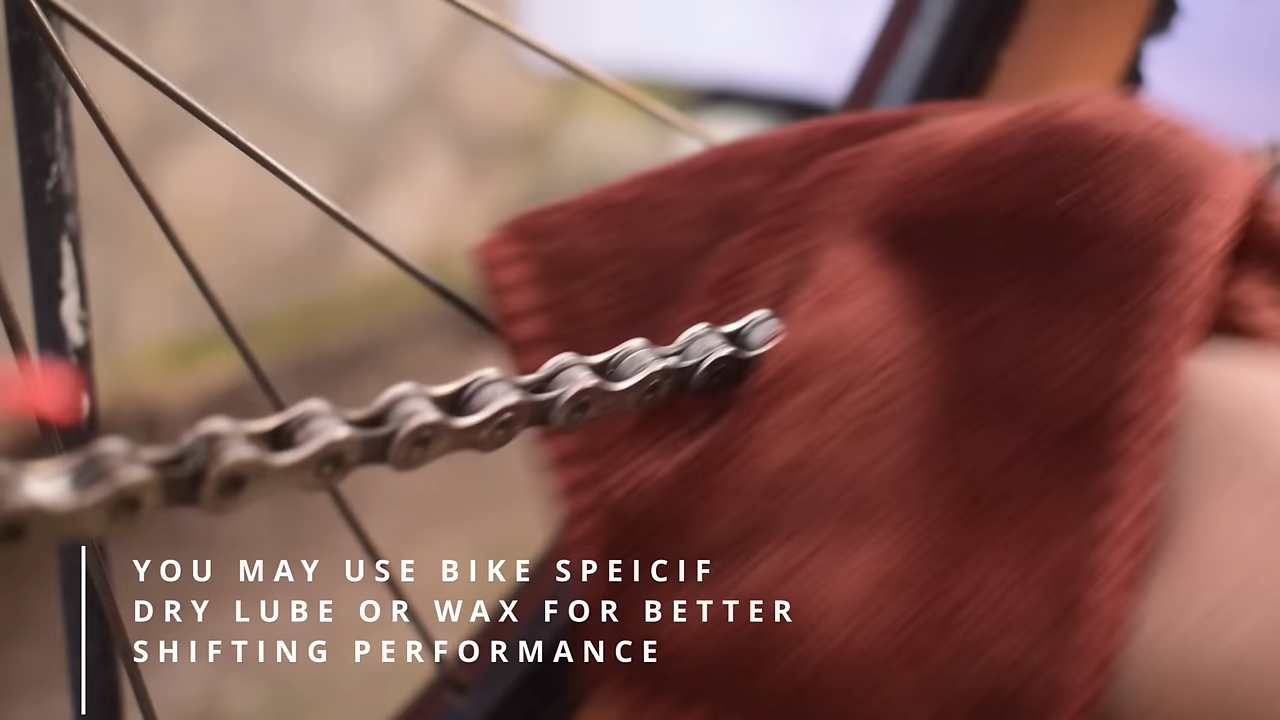 YOU MAY USE BIKE SPEICIF
DRY LUBE OR WAX FOR BETTER
SHIFTING PERFORMANCE